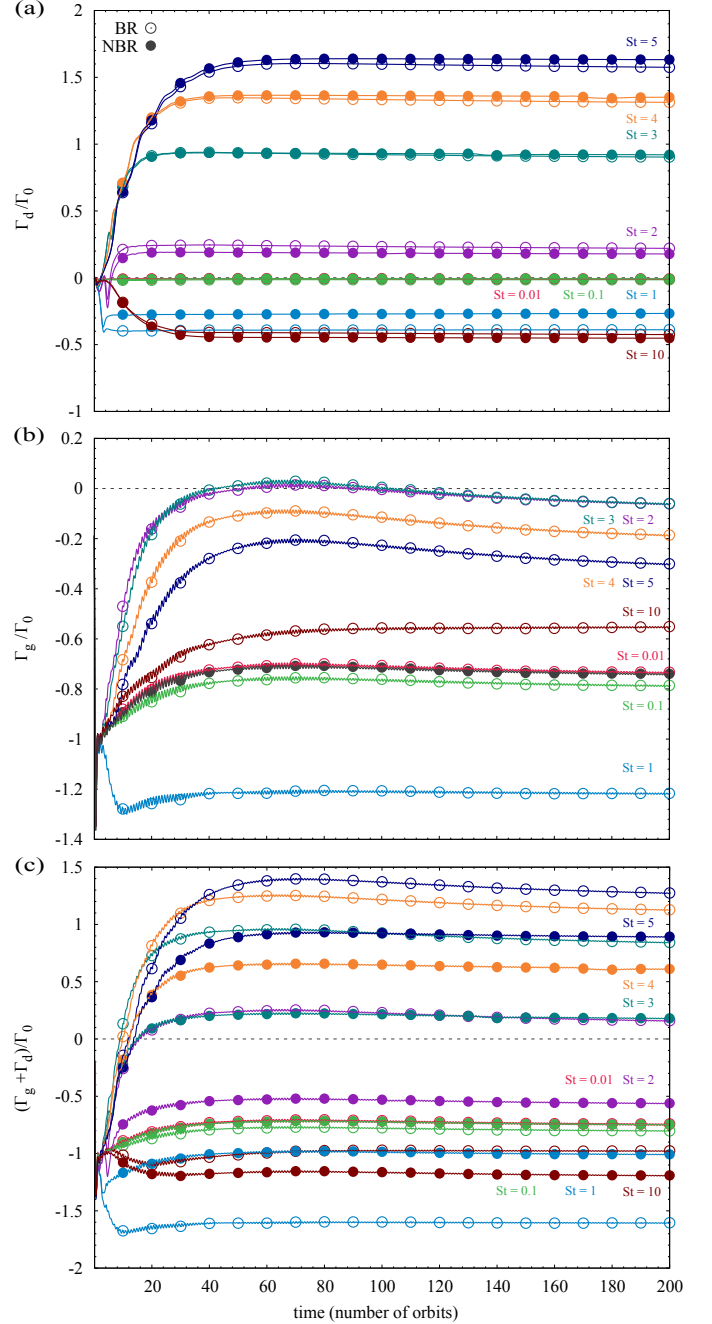 (a)
BR
NBR
2
1.5
1
0.5
0
-0.5
-1
Γd/Γ0
St = 5
St = 4
St = 3
St = 2
St = 0.01 St = 0.1 St = 1
St = 10
(b)
0.2
0
-0.2
-0.4
-0.6
-0.8
-1
-1.2
-1.4
Γg/Γ0
St = 3 St = 2
St = 4 St = 5
St = 10
St = 0.01
St = 0.1
St = 1
(c)
1.5
1
0.5
0
-0.5
-1
-1.5
-2
(Γg +Γd)/Γ0
St = 5
St = 4
St = 3
St = 0.01 St = 2
St = 0.1 St = 1 St = 10
20 40 60 80 100 120 140 160 180 200
time (number of orbits)